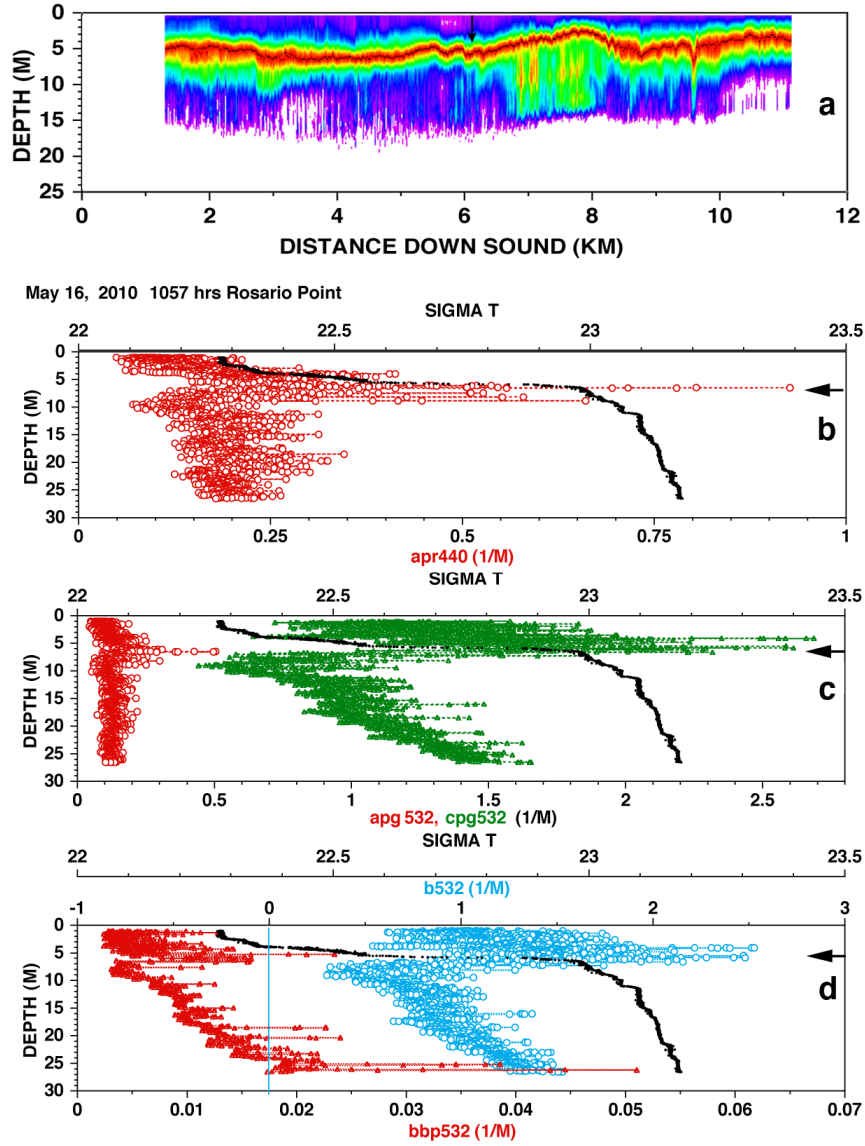 0
5
10
15
20
25
DEPTH (M)
a
0 2 4 6 8 10 12
DISTANCE DOWN SOUND (KM)
May 16, 2010 1057 hrs Rosario Point
SIGMA T
22 22.5 23 23.5
0
5
10
15
20
25
30
DEPTH (M)
b
0 0.25 0.5 0.75 1
apr440 (1/M)
SIGMA T
22 22.5 23 23.5
0
5
10
15
20
25
30
DEPTH (M)
c
0 0.5 1 1.5 2 2.5
apg 532, cpg532 (1/M)
SIGMA T
22 22.5 23 23.5
b532 (1/M)
-1 0 1 2 3
0
5
10
15
20
25
30
DEPTH (M)
d
0 0.01 0.02 0.03 0.04 0.05 0.06 0.07
bbp532 (1/M)